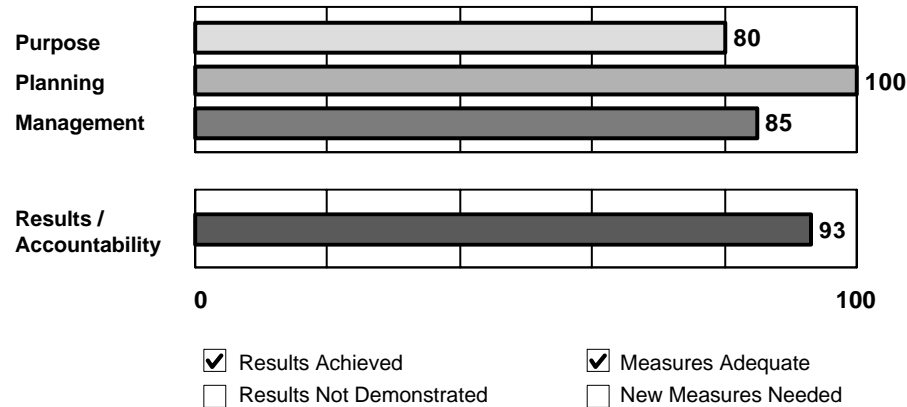 Purpose 80
Planning 100
Management 85
Results /
Accountability 93
0 100
Results Achieved Measures Adequate
Results Not Demonstrated New Measures Needed